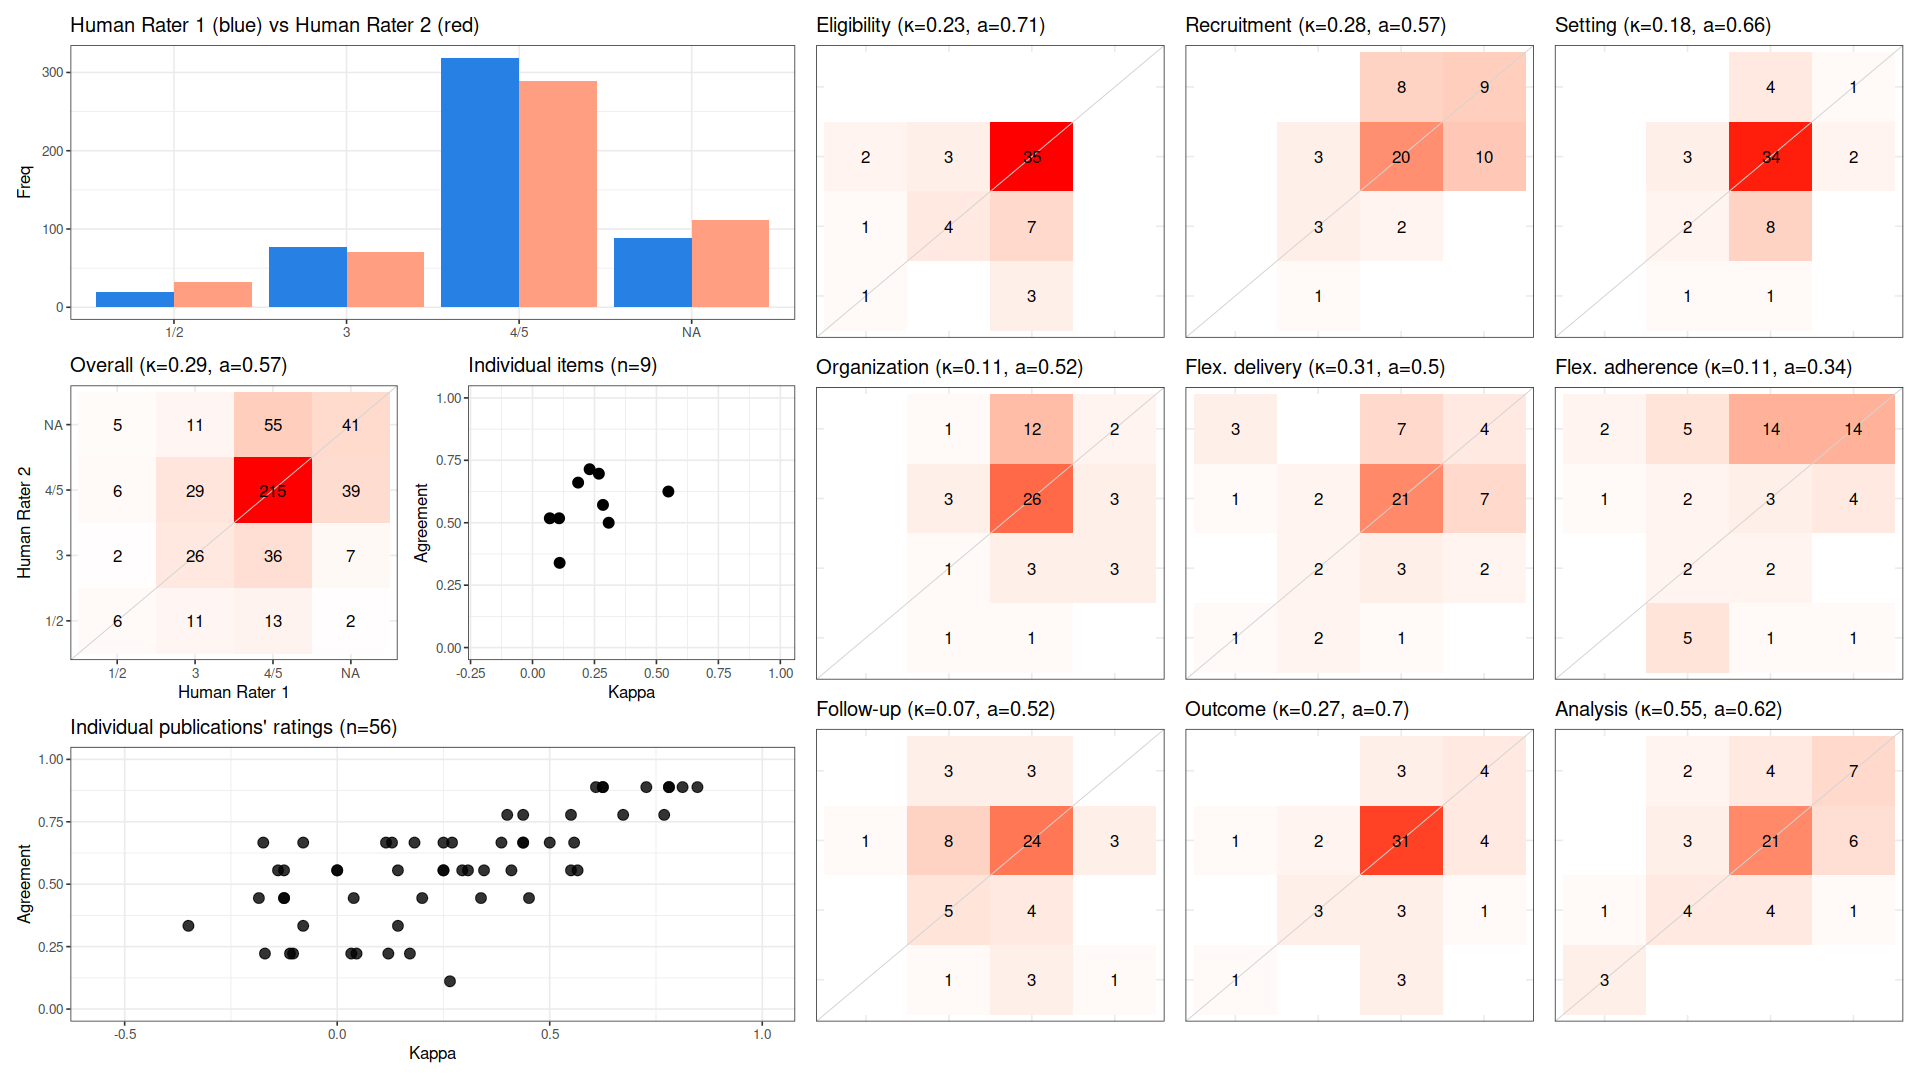 Human Rater 1 (blue) vs Human Rater 2 (red)
Freq
300
200
100
0
1/2 3 4/5 NA
Overall (κ=0.29, a=0.57)
Human Rater 2
NA 5 11 55 41
4/5 6 29 215 39
3 2 26 36 7
1/2 6 11 13 2
1/2 3 4/5 NA
Human Rater 1
Individual items (n=9)
Agreement
1.00
0.75
0.50
0.25
0.00
-0.25 0.00 0.25 0.50 0.75 1.00
Kappa
Individual publications' ratings (n=56)
Agreement
1.00
0.75
0.50
0.25
0.00
-0.5 0.0 0.5 1.0
Kappa
Eligibility (κ=0.23, a=0.71)
2 3 35
1 4 7
1 3
Recruitment (κ=0.28, a=0.57)
8 9
3 20 10
3 2
1
Setting (κ=0.18, a=0.66)
4 1
3 34 2
2 8
1 1
Organization (κ=0.11, a=0.52)
1 12 2
3 26 3
1 3 3
1 1
Flex. delivery (κ=0.31, a=0.5)
3 7 4
1 2 21 7
2 3 2
1 2 1
Flex. adherence (κ=0.11, a=0.34)
2 5 14 14
1 2 3 4
2 2
5 1 1
Follow-up (κ=0.07, a=0.52)
3 3
1 8 24 3
5 4
1 3 1
Outcome (κ=0.27, a=0.7)
3 4
1 2 31 4
3 3 1
1 3
Analysis (κ=0.55, a=0.62)
2 4 7
3 21 6
1 4 4 1
3